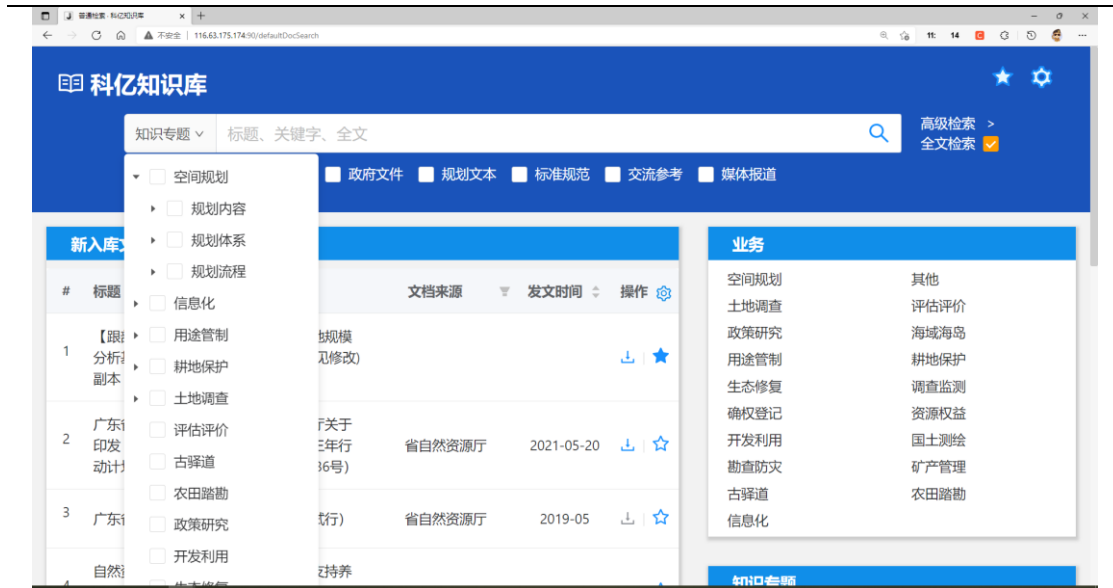 普通检索 - 科亿知识库
不安全 | 116.63.175.174:90/defaultDocSearch
科亿知识库
知识专题 标题、关键字、全文
高级检索 >
全文检索
政府文件 规划文本 标准规范 交流参考 媒体报道
空间规划
规划内容
规划体系
规划流程
信息化
用途管制
耕地保护
土地调查
评估评价
古驿道
农田踏勘
政策研究
开发利用
新入库
# 标题 文档来源 发文时间 操作
1 【跟 地规模
分析 见修改)
副本
2 广东 厅关于
印发 三年行 省自然资源厅 2021-05-20
动计 36号)
3 广东 试行) 省自然资源厅 2019-05
自然 支持养
业务
空间规划 其他
土地调查 评估评价
政策研究 海域海岛
用途管制 耕地保护
生态修复 调查监测
确权登记 资源权益
开发利用 国土测绘
勘查防灾 矿产管理
古驿道 农田踏勘
信息化
知识专题